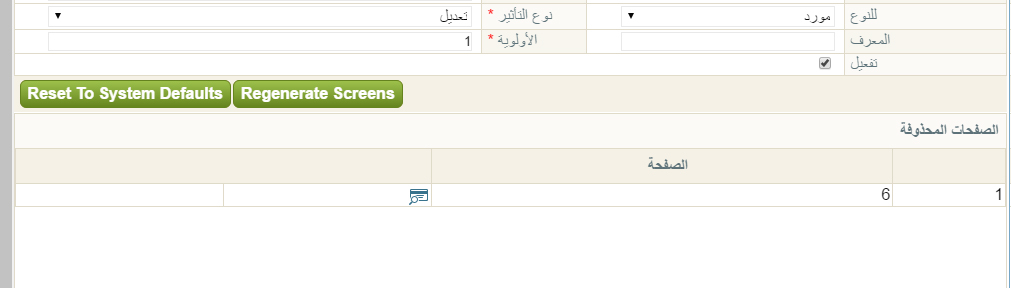 للنوع مورد نوع التأثير * تعديل
المعرف الأولوية * 1
تفعيل
Reset To System Defaults Regenerate Screens
الصفحات المحذوفة
الصفحة
1 6